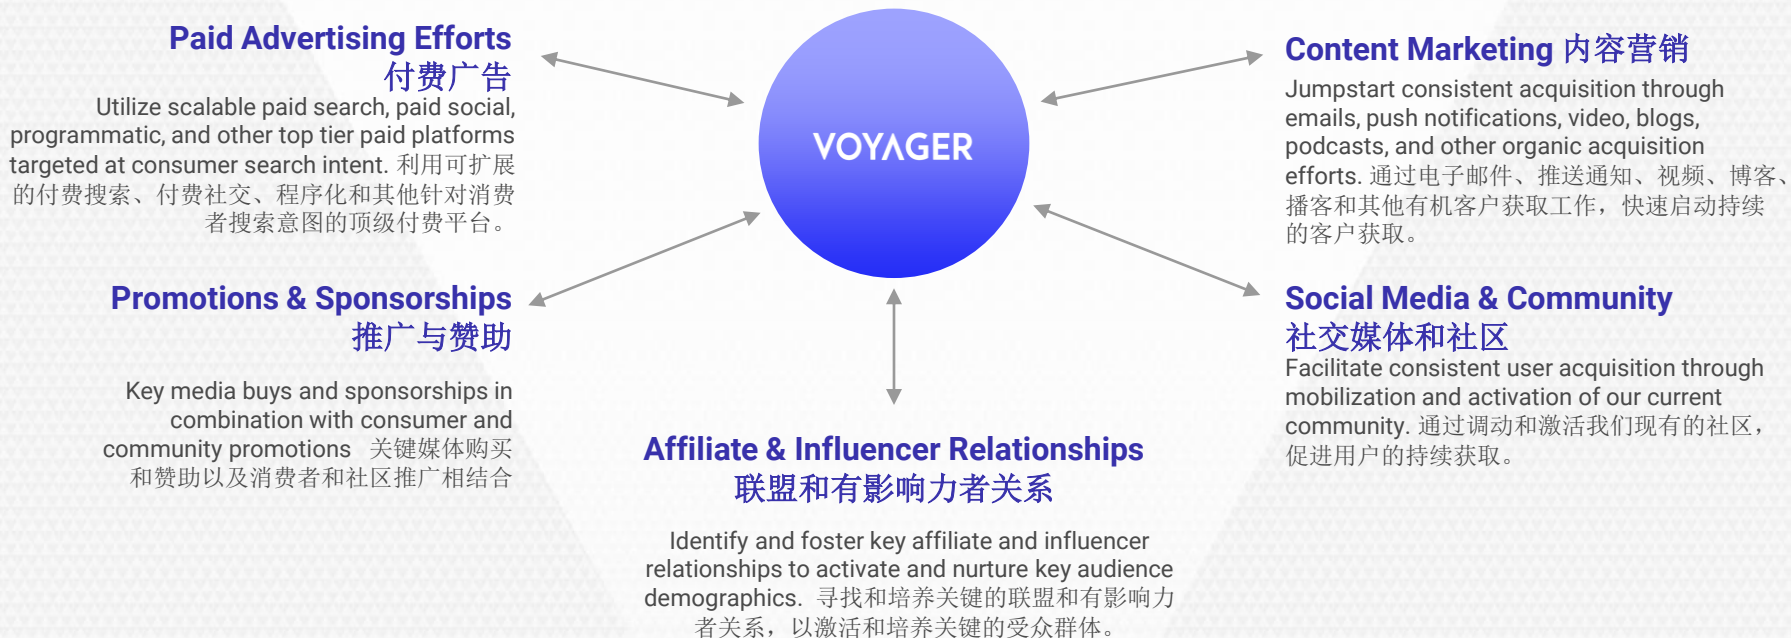 Paid Advertising Efforts
付费广告
Utilize scalable paid search, paid social,
programmatic, and other top tier paid platforms
targeted at consumer search intent. 利用可扩展
的付费搜索、付费社交、程序化和其他针对消费
者搜索意图的顶级付费平台。
Promotions & Sponsorships
推广与赞助
Key media buys and sponsorships in
combination with consumer and
community promotions 关键媒体购买
和赞助以及消费者和社区推广相结合
VOYAGER
Affiliate & Influencer Relationships
联盟和有影响力者关系
Identify and foster key affiliate and influencer
relationships to activate and nurture key audience
demographics. 寻找和培养关键的联盟和有影响力
者关系，以激活和培养关键的受众群体。
Content Marketing 内容营销
Jumpstart consistent acquisition through
emails, push notifications, video, blogs,
podcasts, and other organic acquisition
efforts. 通过电子邮件、推送通知、视频、博客、
播客和其他有机客户获取工作，快速启动持续
的客户获取。
Social Media & Community
社交媒体和社区
Facilitate consistent user acquisition through
mobilization and activation of our current
community. 通过调动和激活我们现有的社区，
促进用户的持续获取。